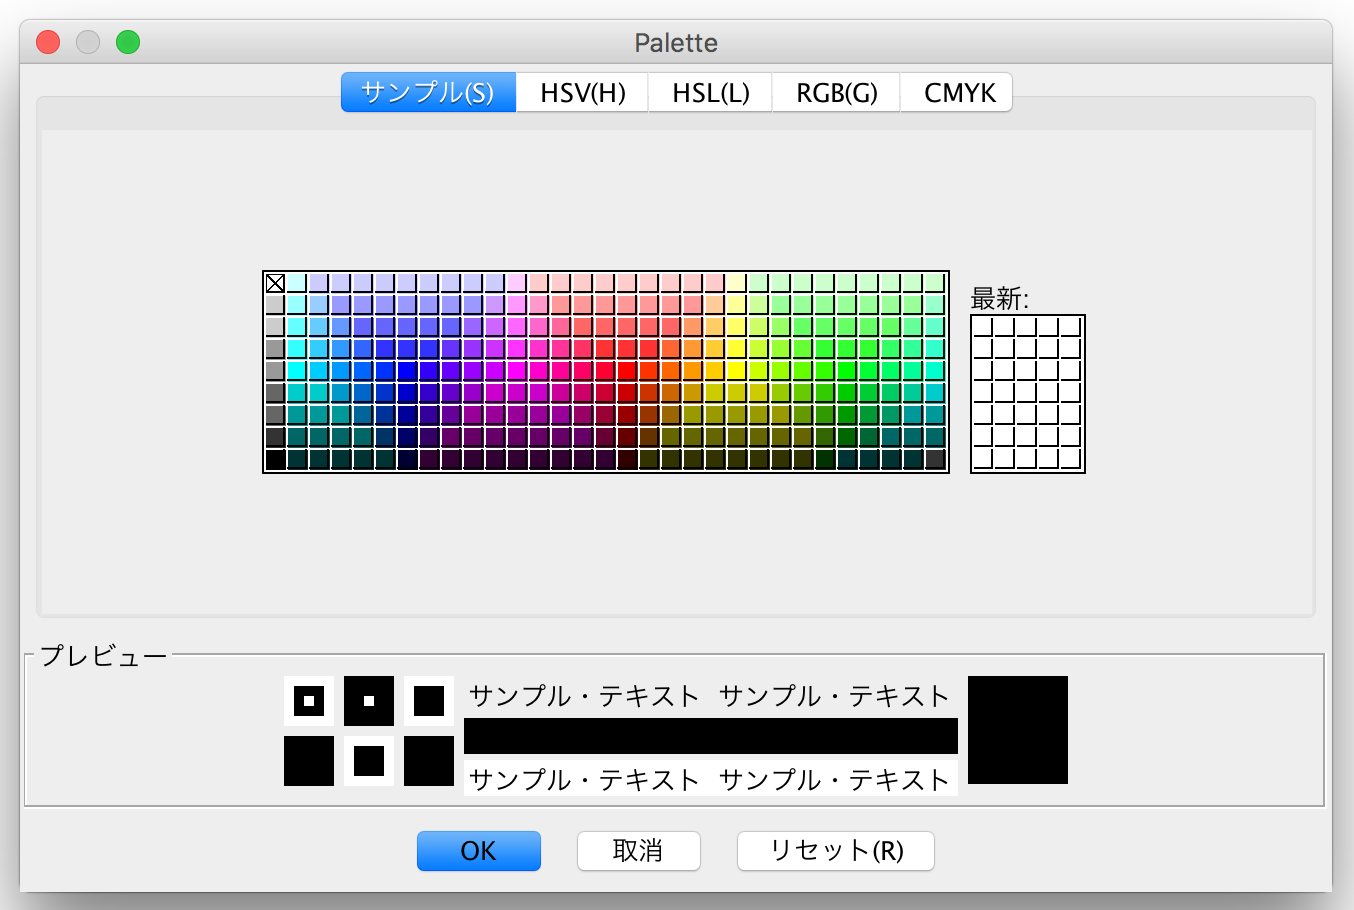 Palette
サンプル(S) HSV(H) HSL(L) RGB(G) CMYK
最新:
プレビュー
サンプル・テキスト サンプル・テキスト
サンプル・テキスト サンプル・テキスト
OK 取消 リセット(R)